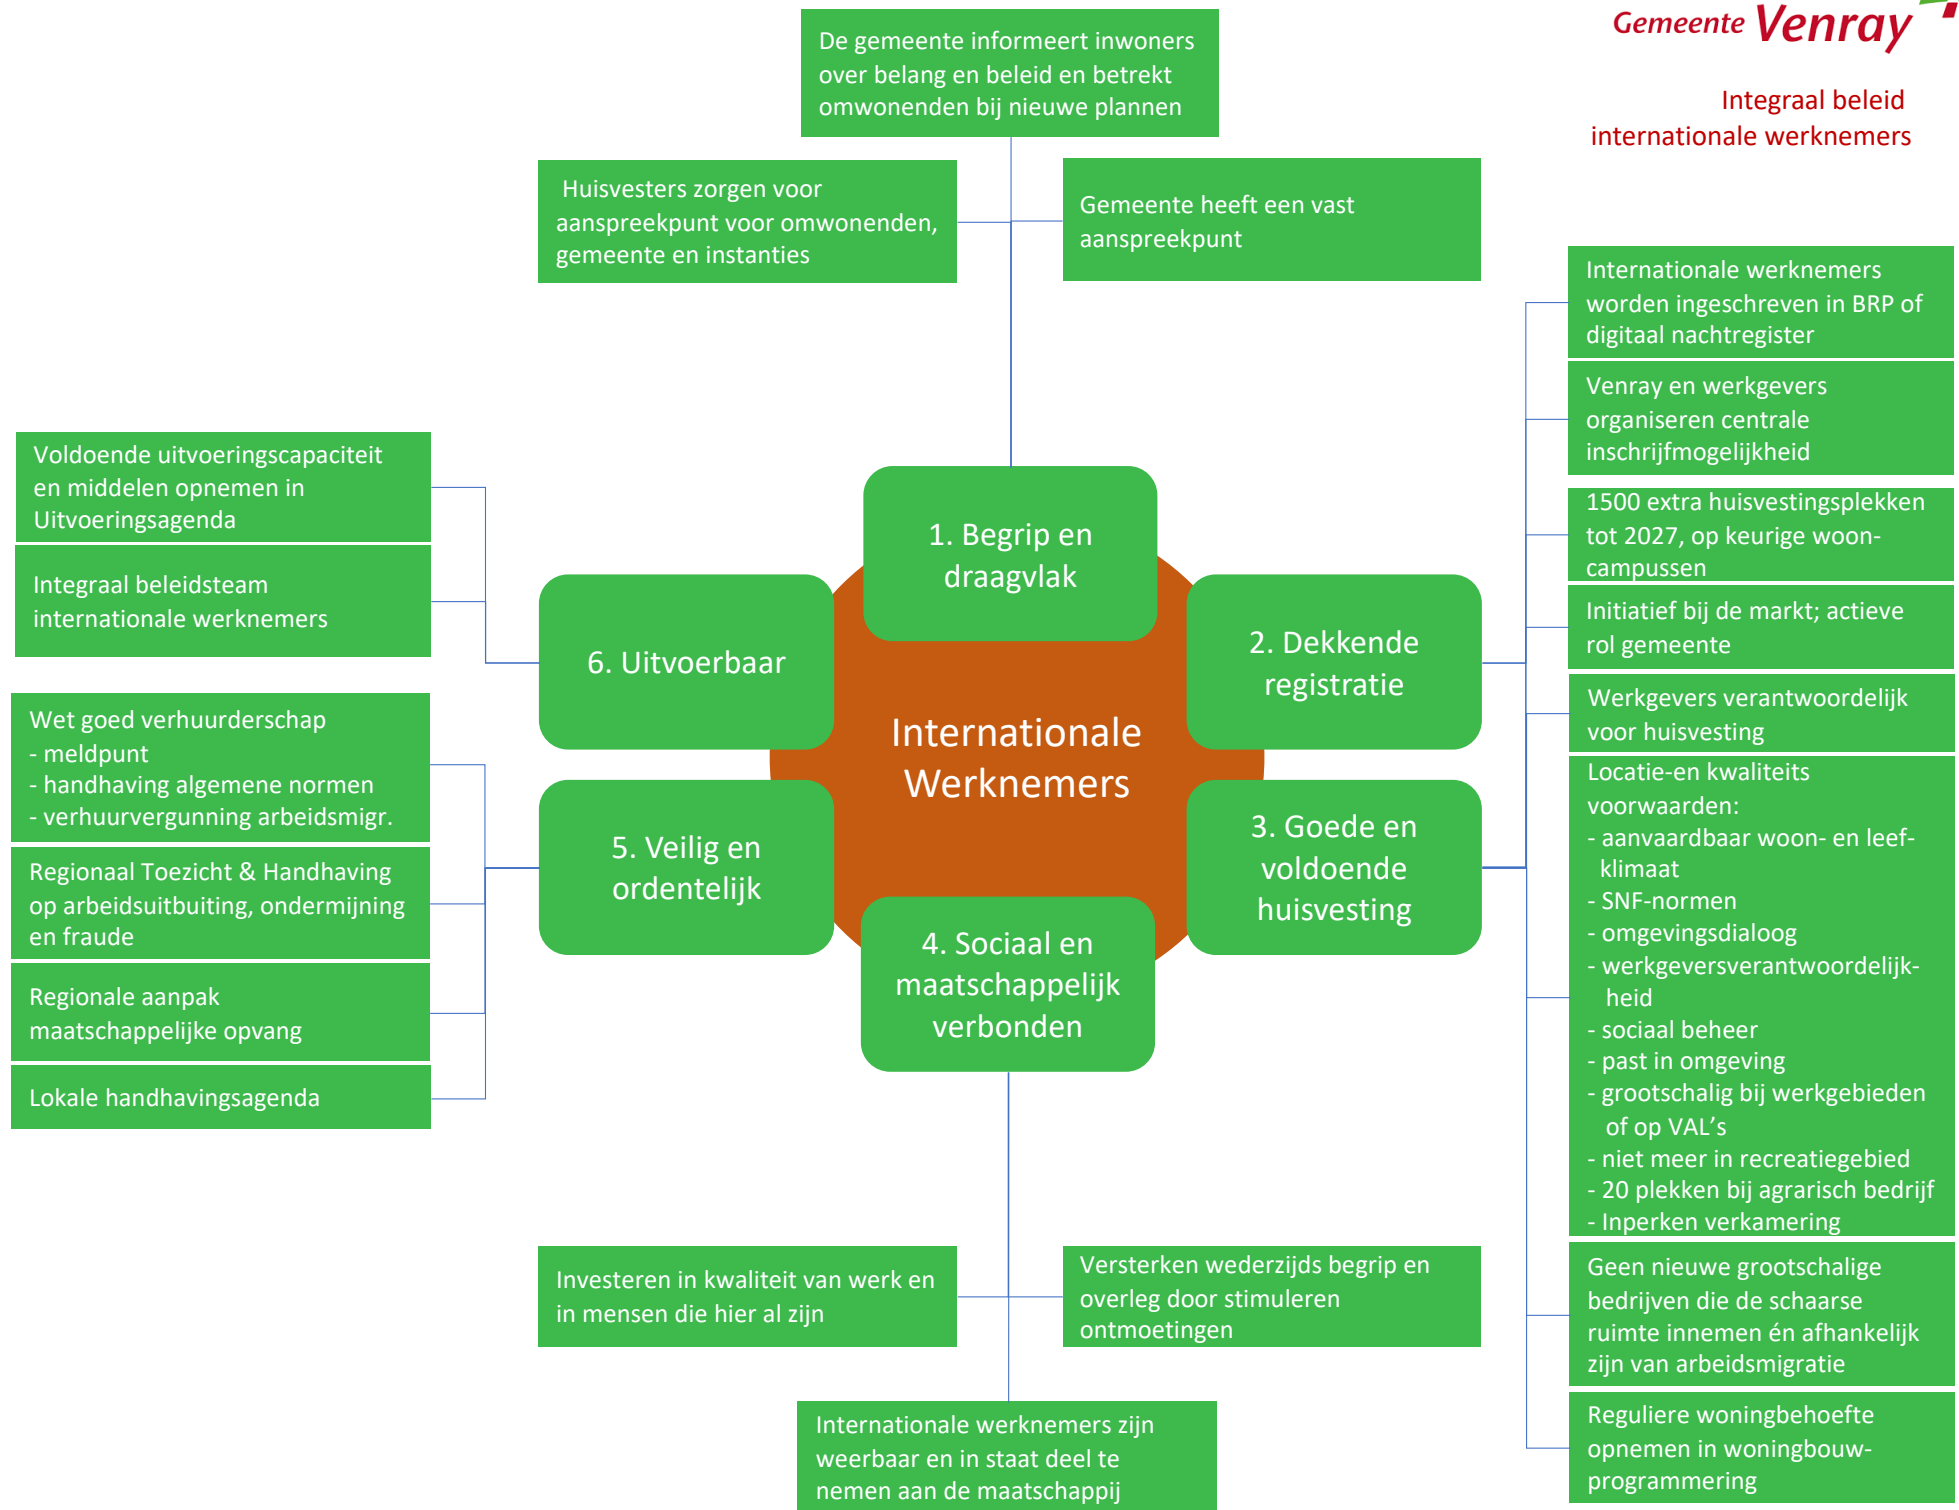 Gemeente Venray
Integraal beleid
internationale werknemers
De gemeente informeert inwoners
over belang en beleid en betrekt
omwonenden bij nieuwe plannen
Huisvesters zorgen voor
aanspreekpunt voor omwonenden,
gemeente en instanties
Gemeente heeft een vast
aanspreekpunt
Internationale werknemers
worden ingeschreven in BRP of
digitaal nachtregister
Venray en werkgevers
organiseren centrale
inschrijfmogelijkheid
1500 extra huisvestingsplekken
tot 2027, op keurige woon-
campussen
Initiatief bij de markt; actieve
rol gemeente
Werkgevers verantwoordelijk
voor huisvesting
Locatie-en kwaliteits
voorwaarden:
- aanvaardbaar woon- en leef-
klimaat
- SNF-normen
- omgevingsdialoog
- werkgeversverantwoordelijk-
heid
- sociaal beheer
- past in omgeving
- grootschalig bij werkgebieden
of op VAL's
- niet meer in recreatiegebied
- 20 plekken bij agrarisch bedrijf
- Inperken verkamering
Geen nieuwe grootschalige
bedrijven die de schaarse
ruimte innemen én afhankelijk
zijn van arbeidsmigratie
Reguliere woningbehoefte
opnemen in woningbouw-
programmering
Voldoende uitvoeringscapaciteit
en middelen opnemen in
Uitvoeringsagenda
Integraal beleidsteam
internationale werknemers
Wet goed verhuurderschap
- meldpunt
- handhaving algemene normen
- verhuurvergunning arbeidsmigr.
Regionaal Toezicht & Handhaving
op arbeidsuitbuiting, ondermijning
en fraude
Regionale aanpak
maatschappelijke opvang
Lokale handhavingsagenda
1. Begrip en
draagvlak
2. Dekkende
registratie
3. Goede en
voldoende
huisvesting
4. Sociaal en
maatschappelijk
verbonden
5. Veilig en
ordentelijk
6. Uitvoerbaar
Internationale
Werknemers
Investeren in kwaliteit van werk en
in mensen die hier al zijn
Versterken wederzijds begrip en
overleg door stimuleren
ontmoetingen
Internationale werknemers zijn
weerbaar en in staat deel te
nemen aan de maatschappij